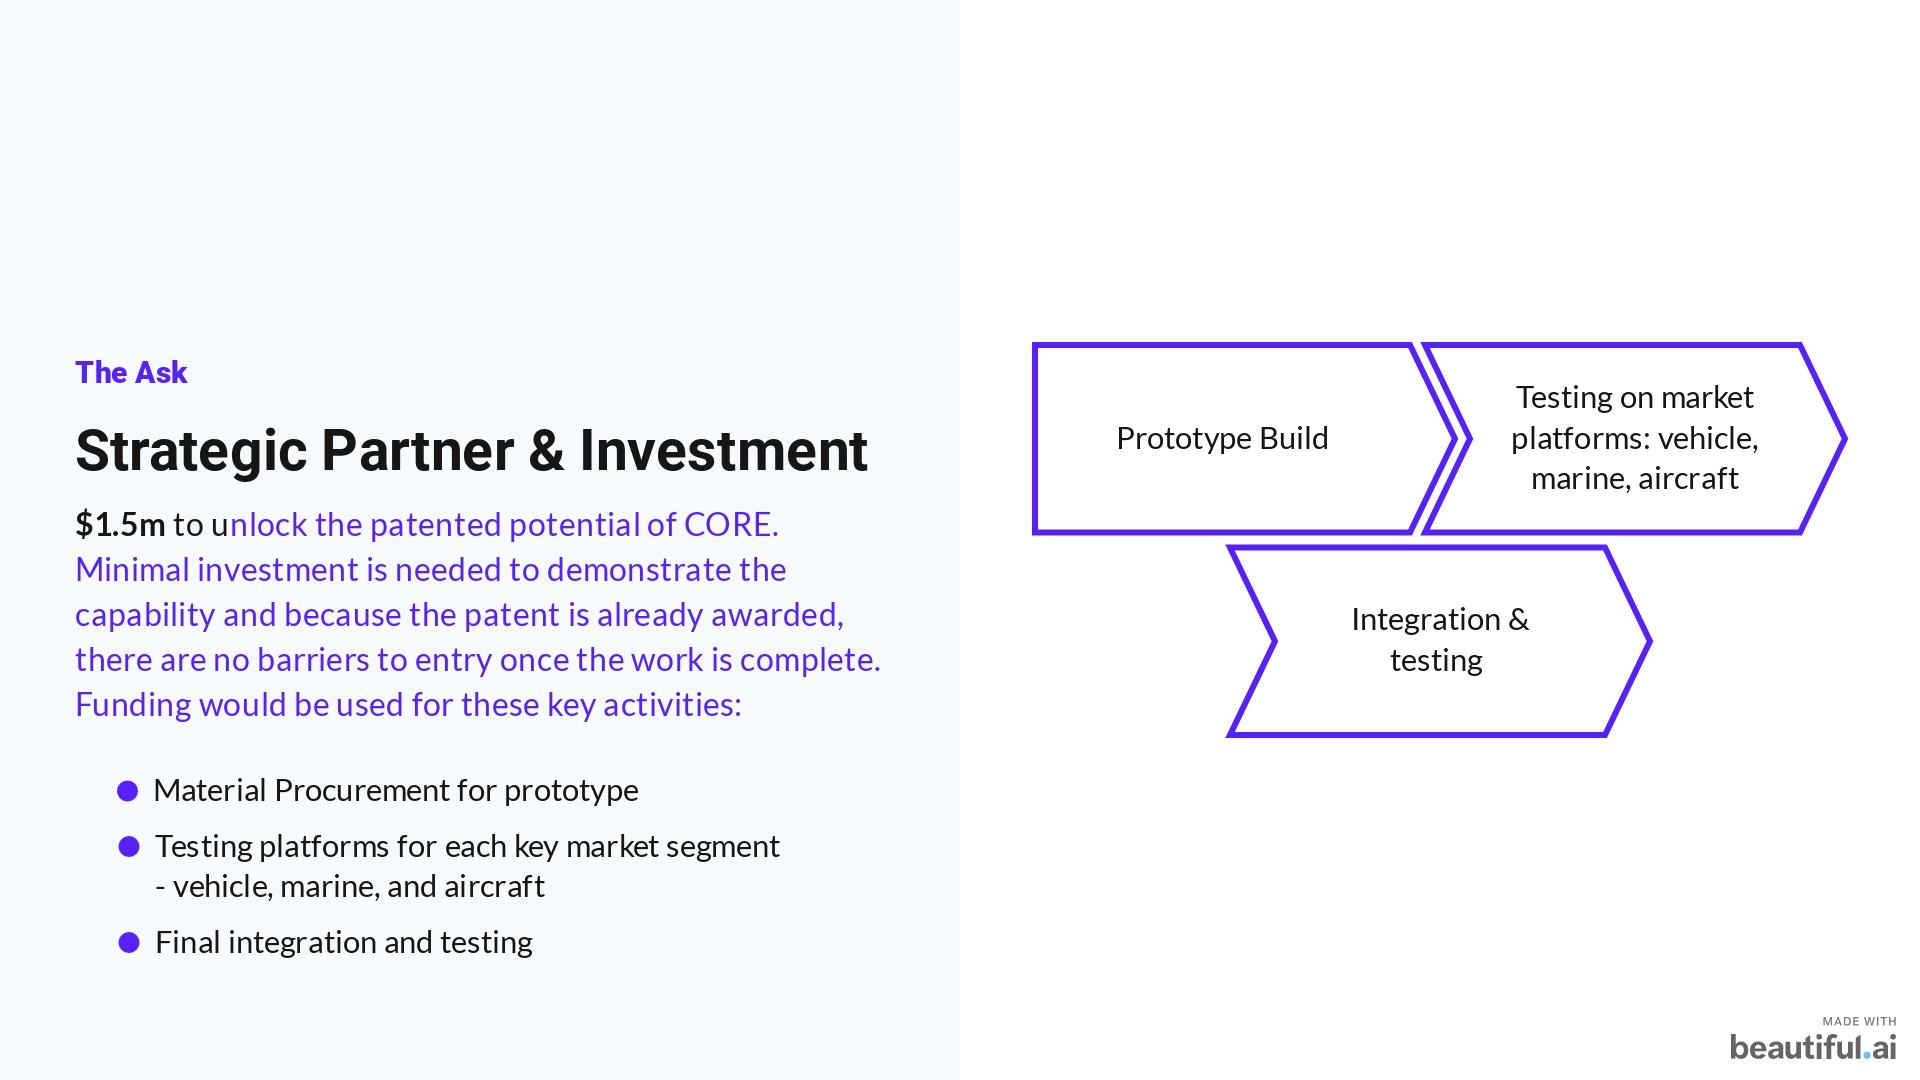 The Ask
Strategic Partner & Investment
$1.5m to unlock the patented potential of CORE.
Minimal investment is needed to demonstrate the
capability and because the patent is already awarded,
there are no barriers to entry once the work is complete.
Funding would be used for these key activities:
Material Procurement for prototype
Testing platforms for each key market segment
- vehicle, marine, and aircraft
Final integration and testing
Prototype Build
Testing on market
platforms: vehicle,
marine, aircraft
Integration &
testing
MADE WITH
beautiful.ai